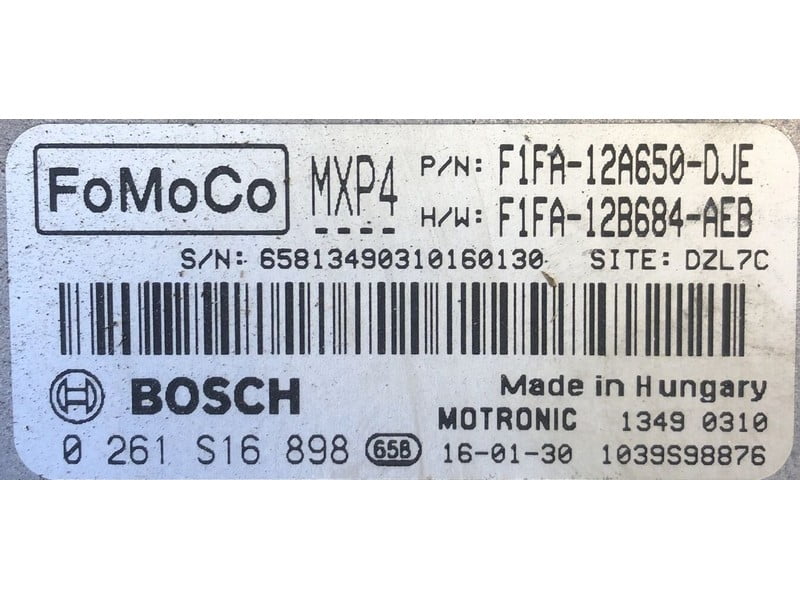 FoMoCo MXP4 P/N: F1FA-12A650-DJE
H/W: F1FA-12B684-AEB
S/N: 65813490310160130 SITE: DZL7C
BOSCH Made in Hungary
MOTRONIC 1349 0310
0 261 S16 898 658 16-01-30 1039S98876